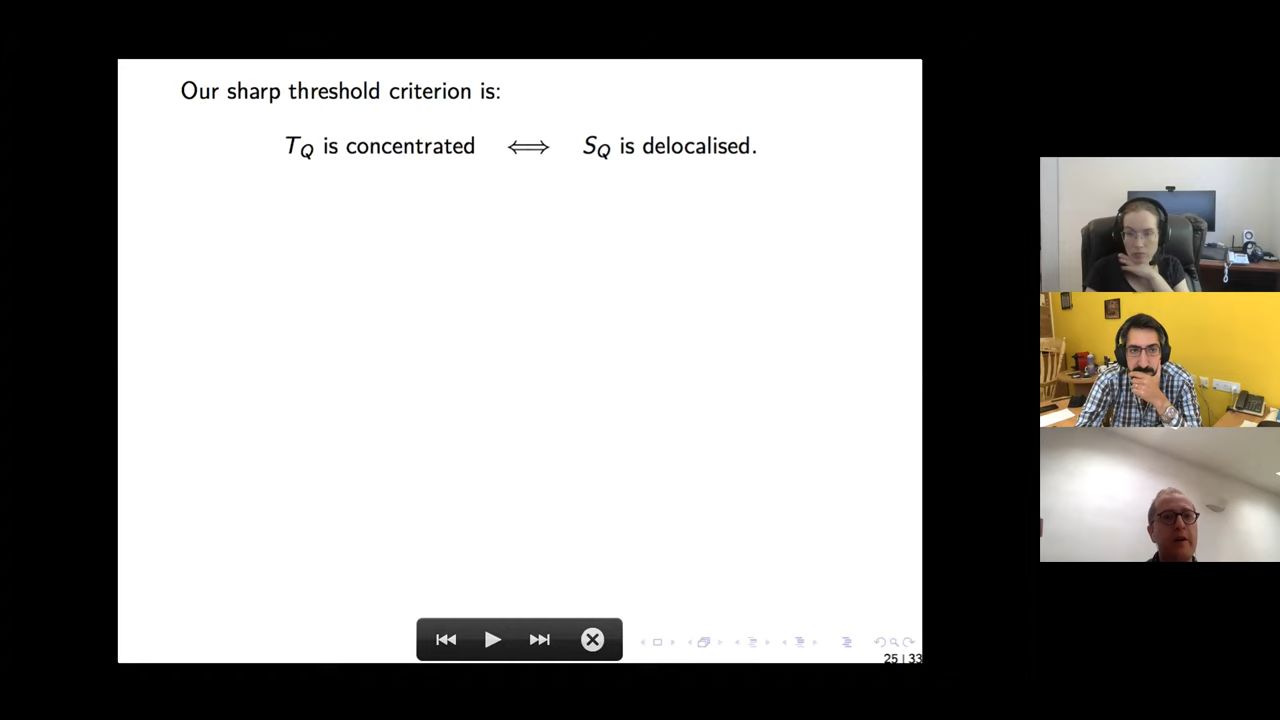 Our sharp threshold criterion is:
T_Q is concentrated ⟺ S_Q is delocalised.
25 | 33